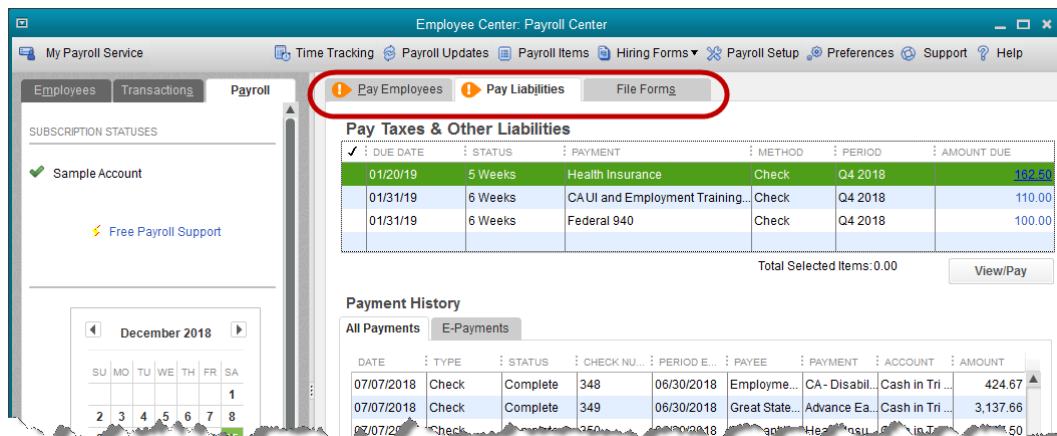 Employee Center: Payroll Center
My Payroll Service Time Tracking Payroll Updates Payroll Items Hiring Forms Payroll Setup Preferences Support Help
Employees Transactions Payroll
SUBSCRIPTION STATUSES
Sample Account
Free Payroll Support
December 2018
SU MO TU WE TH FR SA
1
2 3 4 5 6 7 8
Pay Employees Pay Liabilities File Forms
Pay Taxes & Other Liabilities
✓ DUE DATE STATUS PAYMENT METHOD PERIOD AMOUNT DUE
01/20/19 5 Weeks Health Insurance Check Q4 2018 162.50
01/31/19 6 Weeks CA UI and Employment Training... Check Q4 2018 110.00
01/31/19 6 Weeks Federal 940 Check Q4 2018 100.00
Total Selected Items: 0.00 View/Pay
Payment History
All Payments E-Payments
DATE TYPE STATUS CHECK NU... PERIOD E... PAYEE PAYMENT ACCOUNT AMOUNT
07/07/2018 Check Complete 348 06/30/2018 Employme... CA - Disabil... Cash in Tri ... 424.67
07/07/2018 Check Complete 349 06/30/2018 Great State... Advance Ea... Cash in Tri ... 3,137.66